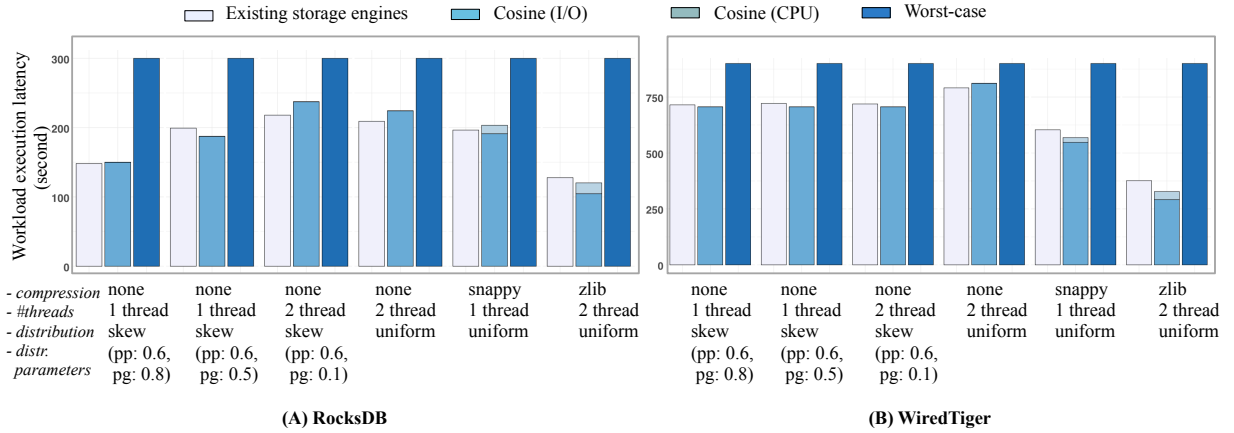 Existing storage engines Cosine (I/O) Cosine (CPU) Worst-case
Workload execution latency
(second)
300
200
100
0
750
500
250
0
- compression none none none none snappy zlib
- #threads 1 thread 1 thread 2 thread 2 thread 1 thread 2 thread
- distribution skew skew skew uniform uniform uniform
- distr. (pp: 0.6, (pp: 0.6, (pp: 0.6,
parameters pg: 0.8) pg: 0.5) pg: 0.1)
none none none none snappy zlib
1 thread 1 thread 2 thread 2 thread 1 thread 2 thread
skew skew skew uniform uniform uniform
(pp: 0.6, (pp: 0.6, (pp: 0.6,
pg: 0.8) pg: 0.5) pg: 0.1)
(A) RocksDB
(B) WiredTiger